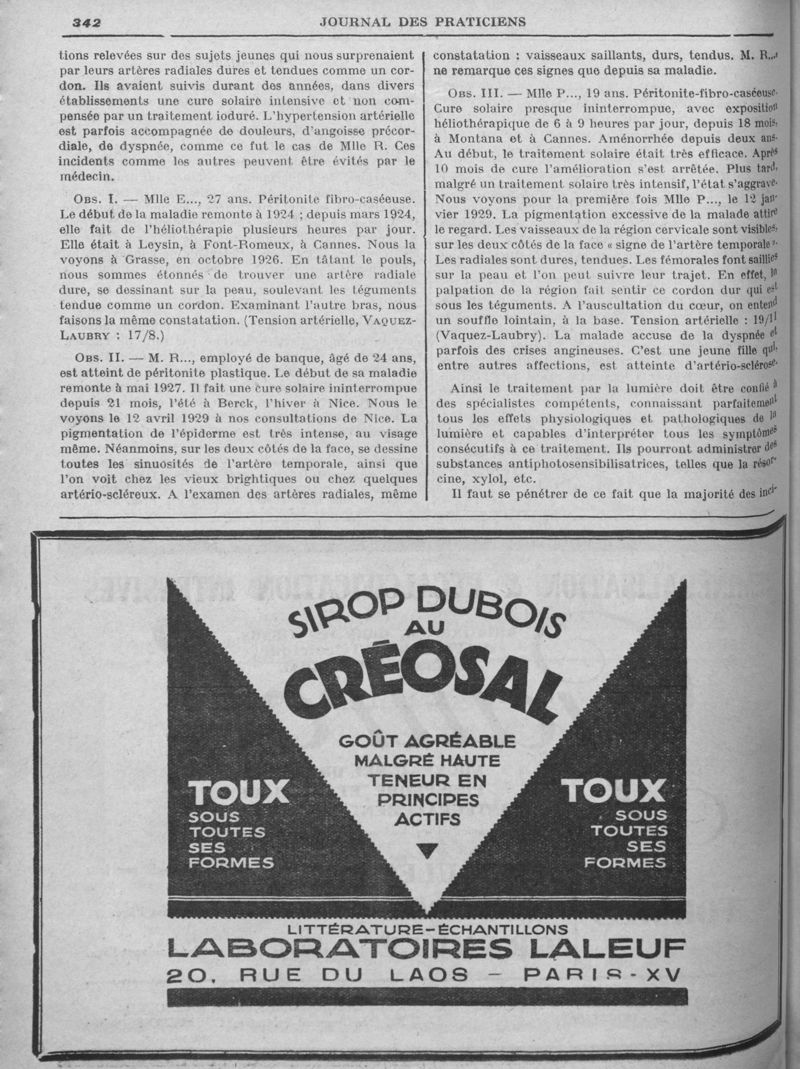 342
JOURNAL DES PRATICIENS
tions relevées sur des sujets jeunes qui nous surprenaient
par leurs artères radiales dures et tendues comme un cor-
don. Ils avaient suivis durant des années, dans divers
établissements une cure solaire intensive et non com-
pensée par un traitement ioduré. L'hypertension artérielle
est parfois accompagnée de douleurs, d'angoisse précor-
diale, de dyspnée, comme ce fut le cas de Mlle R. Ces
incidents comme les autres peuvent être évités par le
médecin.
OBS. I. — Mlle E..., 27 ans. Péritonite fibro-caséeuse.
Le début de la maladie remonte à 1924 ; depuis mars 1924,
elle fait de l'héliothérapie plusieurs heures par jour.
Elle était à Leysin, à Font-Romeux, à Cannes. Nous la
voyons à Grasse, en octobre 1926. En tâtant le pouls,
nous sommes étonnés de trouver une artère radiale
dure, se dessinant sur la peau, soulevant les téguments
tendue comme un cordon. Examinant l'autre bras, nous
faisons la même constatation. (Tension artérielle, VAQUEZ-
LAUBRY : 17/8.)
OBS. II. — M. R..., employé de banque, âgé de 24 ans,
est atteint de péritonite plastique. Le début de sa maladie
remonte à mai 1927. Il fait une cure solaire ininterrompue
depuis 21 mois, l'été à Berck, l'hiver à Nice. Nous le
voyons le 12 avril 1929 à nos consultations de Nice. La
pigmentation de l'épiderme est très intense, au visage
même. Néanmoins, sur les deux côtés de la face, se dessine
toutes les sinuosités de l'artère temporale, ainsi que
l'on voit chez les vieux brightiques ou chez quelques
artério-scléreux. A l'examen des artères radiales, même
constatation : vaisseaux saillants, durs, tendus. M. R...,
ne remarque ces signes que depuis sa maladie.
OBS. III. — Mlle P..., 19 ans. Péritonite-fibro-caséeuse.
Cure solaire presque ininterrompue, avec exposition
héliothérapique de 6 à 9 heures par jour, depuis 18 mois,
à Montana et à Cannes. Aménorrhée depuis deux ans.
Au début, le traitement solaire était très efficace. Après
10 mois de cure l'amélioration s'est arrêtée. Plus tard,
malgré un traitement solaire très intensif, l'état s'aggrave.
Nous voyons pour la première fois Mlle P..., le 12 jan-
vier 1929. La pigmentation excessive de la malade attire
le regard. Les vaisseaux de la région cervicale sont visibles,
sur les deux côtés de la face « signe de l'artère temporale ».
Les radiales sont dures, tendues. Les fémorales font saillies
sur la peau et l'on peut suivre leur trajet. En effet, la
palpation de la région fait sentir ce cordon dur qui est
sous les téguments. A l'auscultation du cœur, on entend
un souffle lointain, à la base. Tension artérielle : 19/11
(Vaquez-Laubry). La malade accuse de la dyspnée et
parfois des crises angineuses. C'est une jeune fille qui,
entre autres affections, est atteinte d'artério-sclérose.
Ainsi le traitement par la lumière doit être confié à
des spécialistes compétents, connaissant parfaitement
tous les effets physiologiques et pathologiques de la
lumière et capables d'interpréter tous les symptômes
consécutifs à ce traitement. Ils pourront administrer des
substances antiphotosensibilisatrices, telles que la résor-
cine, xylol, etc.
Il faut se pénétrer de ce fait que la majorité des inci-
SIROP DUBOIS
AU
CRÉOSAL
GOÛT AGRÉABLE
MALGRÉ HAUTE
TENEUR EN
PRINCIPES
ACTIFS
TOUX
SOUS
TOUTES
SES
FORMES
TOUX
SOUS
TOUTES
SES
FORMES
LITTÉRATURE-ÉCHANTILLONS
LABORATOIRES LALEUF
20, RUE DU LAOS - PARIS-XV